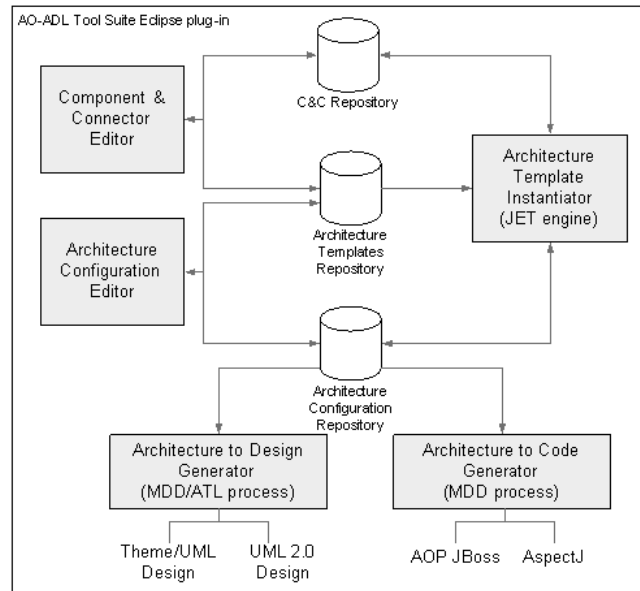 AO-ADL Tool Suite Eclipse plug-in
Component &
Connector
Editor
C&C Repository
Architecture
Template
Instantiator
(JET engine)
Architecture
Templates
Repository
Architecture
Configuration
Editor
Architecture
Configuration
Repository
Architecture to Design
Generator
(MDD/ATL process)
Architecture to Code
Generator
(MDD process)
Theme/UML
Design
UML 2.0
Design
AOP JBoss
AspectJ